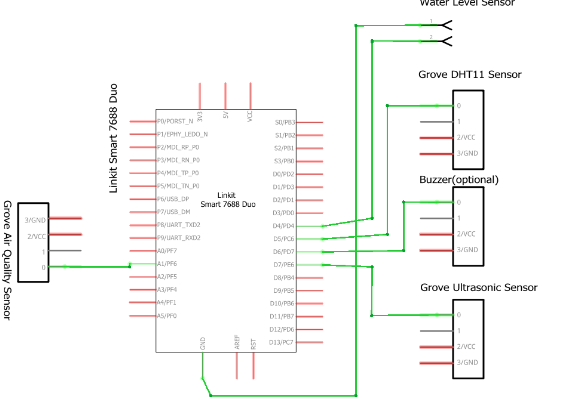 Water Level Sensor
1
2
Grove DHT11 Sensor
0
1
2/VCC
3/GND
Buzzer(optional)
0
1
2/VCC
3/GND
Grove Ultrasonic Sensor
0
1
2/VCC
3/GND
Linkit Smart 7688 Duo
3V3
5V
VCC
P0/PORST_N
P1/EPHY_LED0_N
P2/MDI_RP_P0
P3/MDI_RN_P0
P4/MDI_TP_P0
P5/MDI_TN_P0
P6/USB_DP
P7/USB_DM
P8/UART_TXD2
P9/UART_RXD2
A0/PF7
A1/PF6
A2/PF5
A3/PF4
A4/PF1
A5/PF0
Linkit
Smart 7688 Duo
S0/PB3
S1/PB2
S2/PB1
S3/PB0
D0/PD2
D1/PD3
D2/PD1
D3/PD0
D4/PD4
D5/PC6
D6/PD7
D7/PE6
D8/PB4
D9/PB5
D10/PB6
D11/PB7
D12/PD6
D13/PC7
GND
AREF
RST
Grove Air Quality Sensor
3/GND
2/VCC
1
0